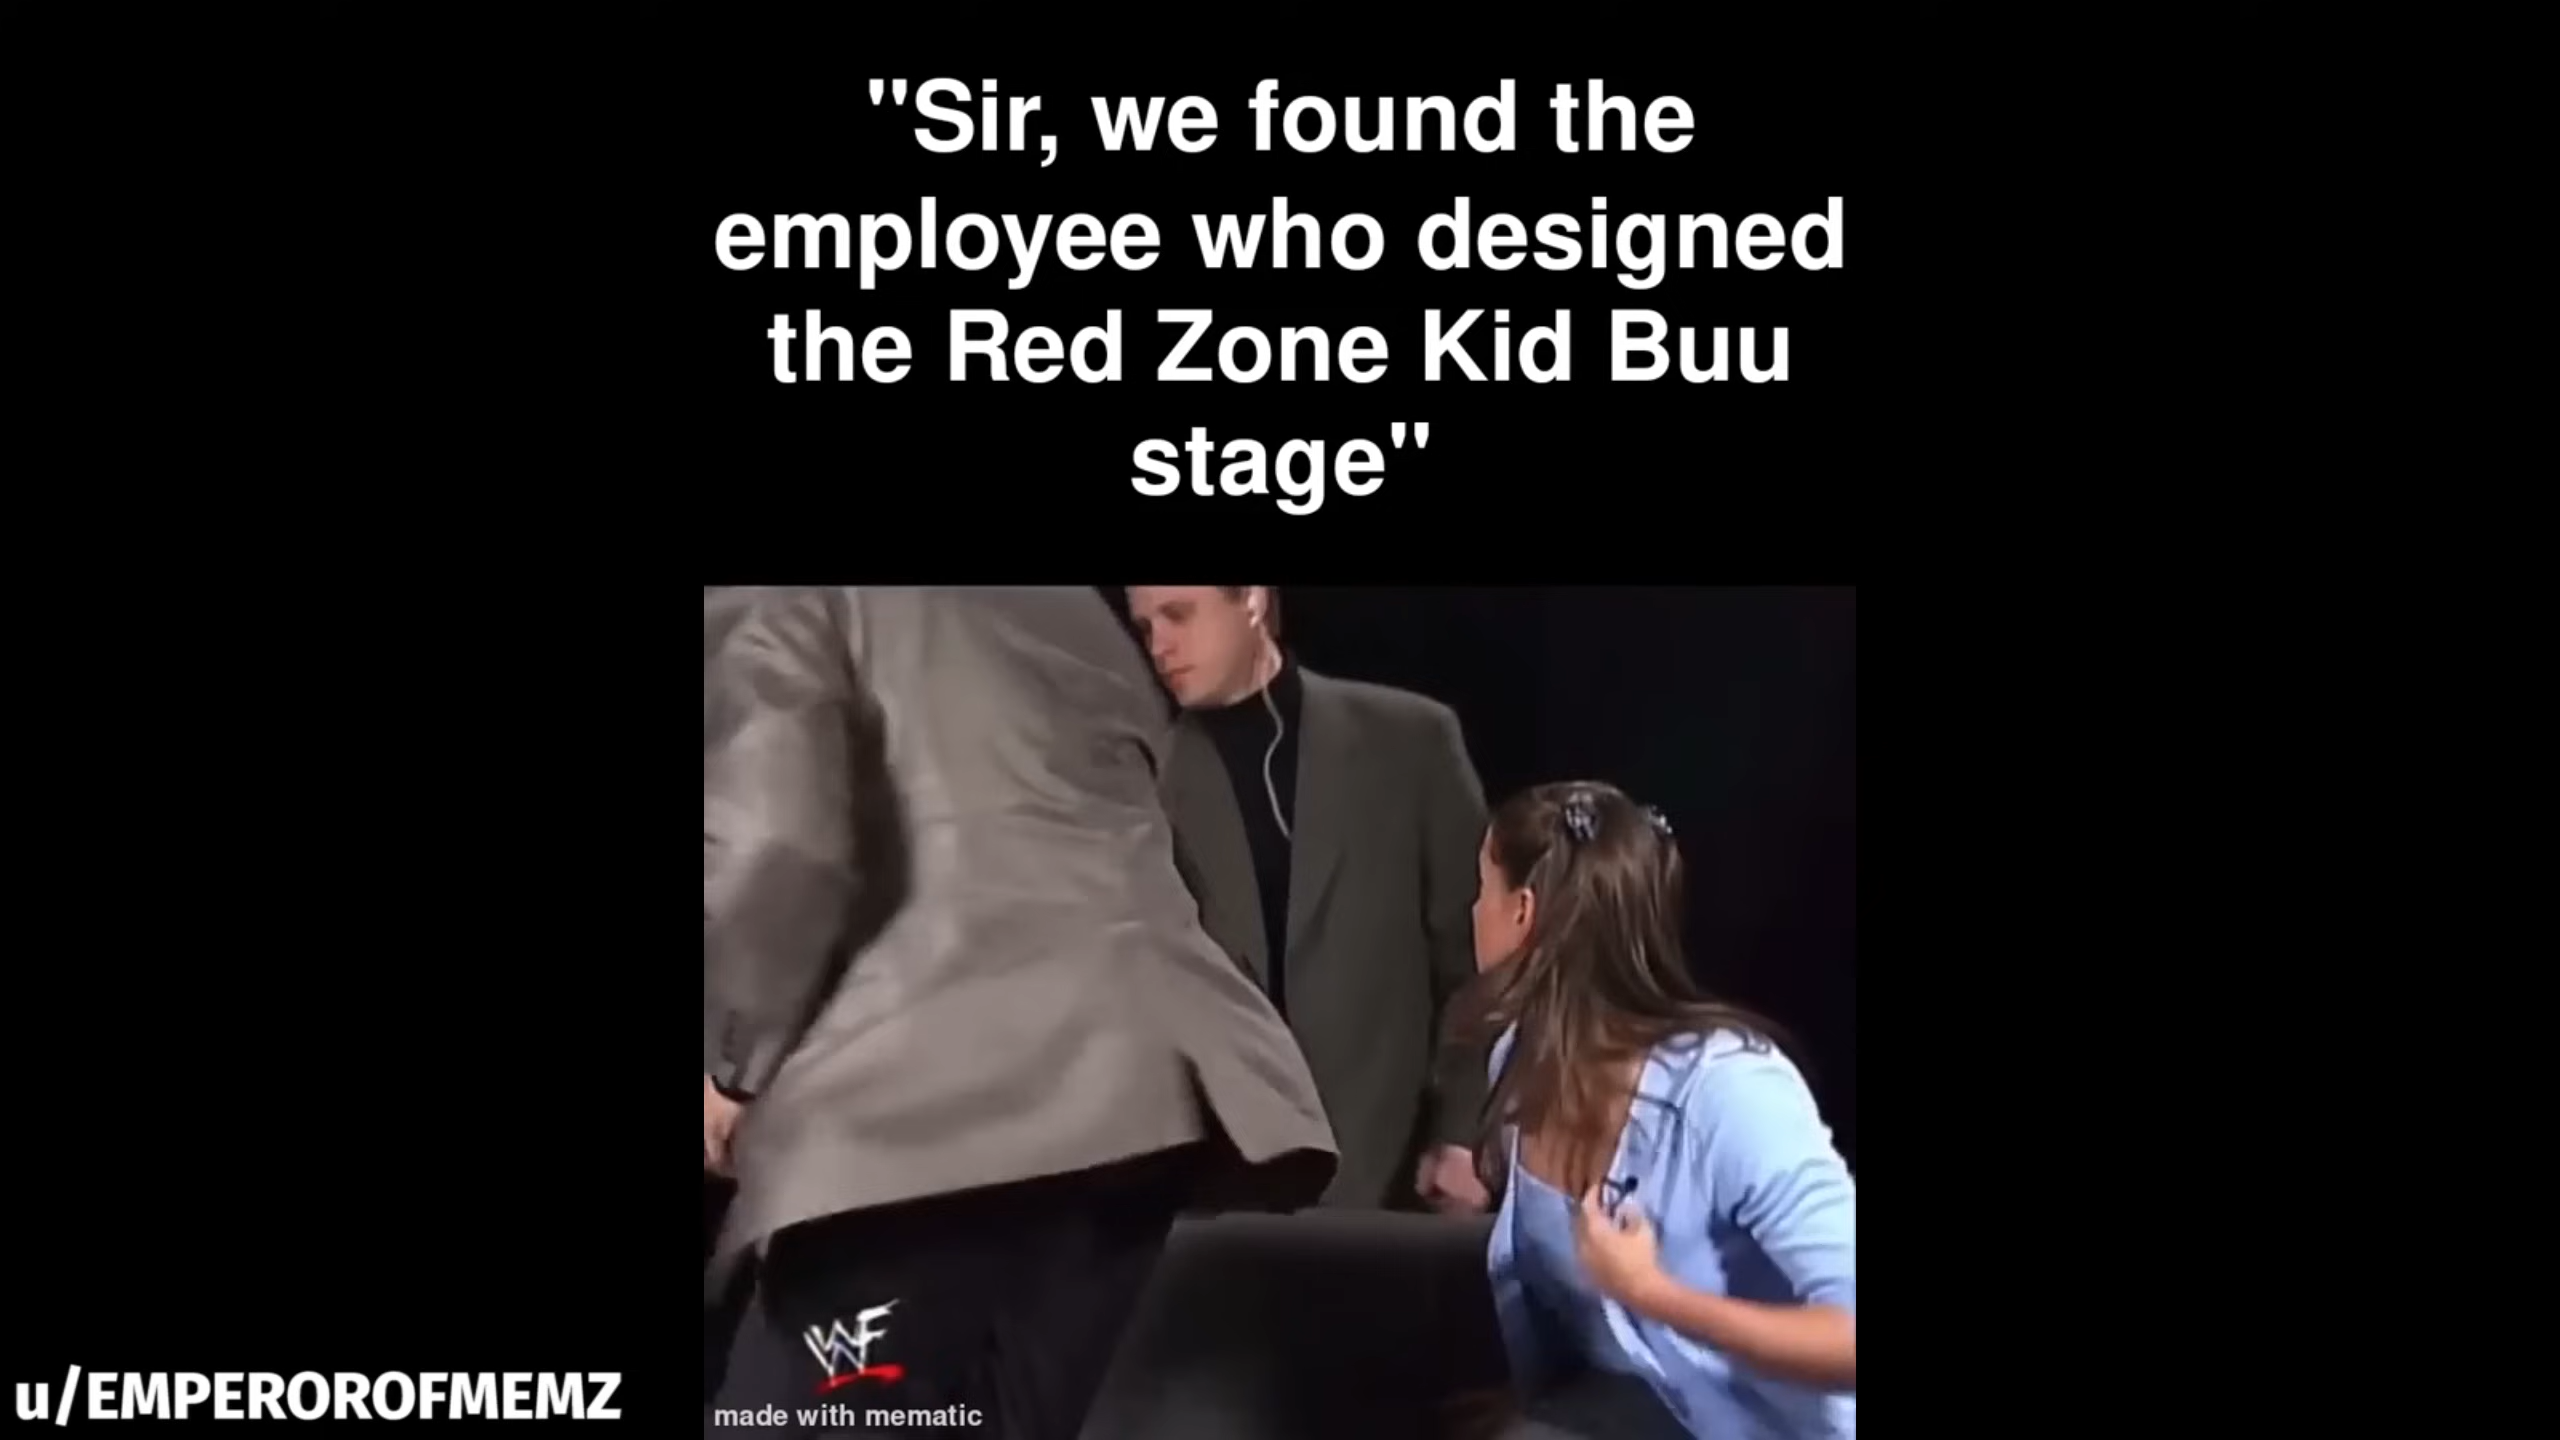 "Sir, we found the
employee who designed
the Red Zone Kid Buu
stage"
WF
made with mematic
u/EMPEROROFMEMZ